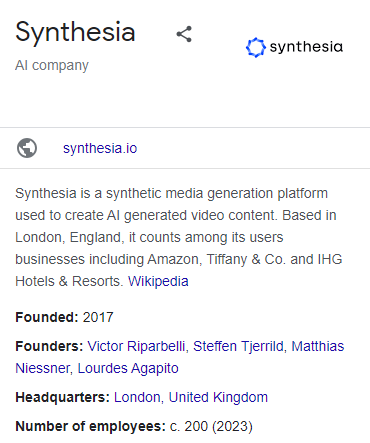 Synthesia
synthesia
AI company
synthesia.io
Synthesia is a synthetic media generation platform
used to create AI generated video content. Based in
London, England, it counts among its users
businesses including Amazon, Tiffany & Co. and IHG
Hotels & Resorts. Wikipedia
Founded: 2017
Founders: Victor Riparbelli, Steffen Tjerrild, Matthias
Niessner, Lourdes Agapito
Headquarters: London, United Kingdom
Number of employees: c. 200 (2023)